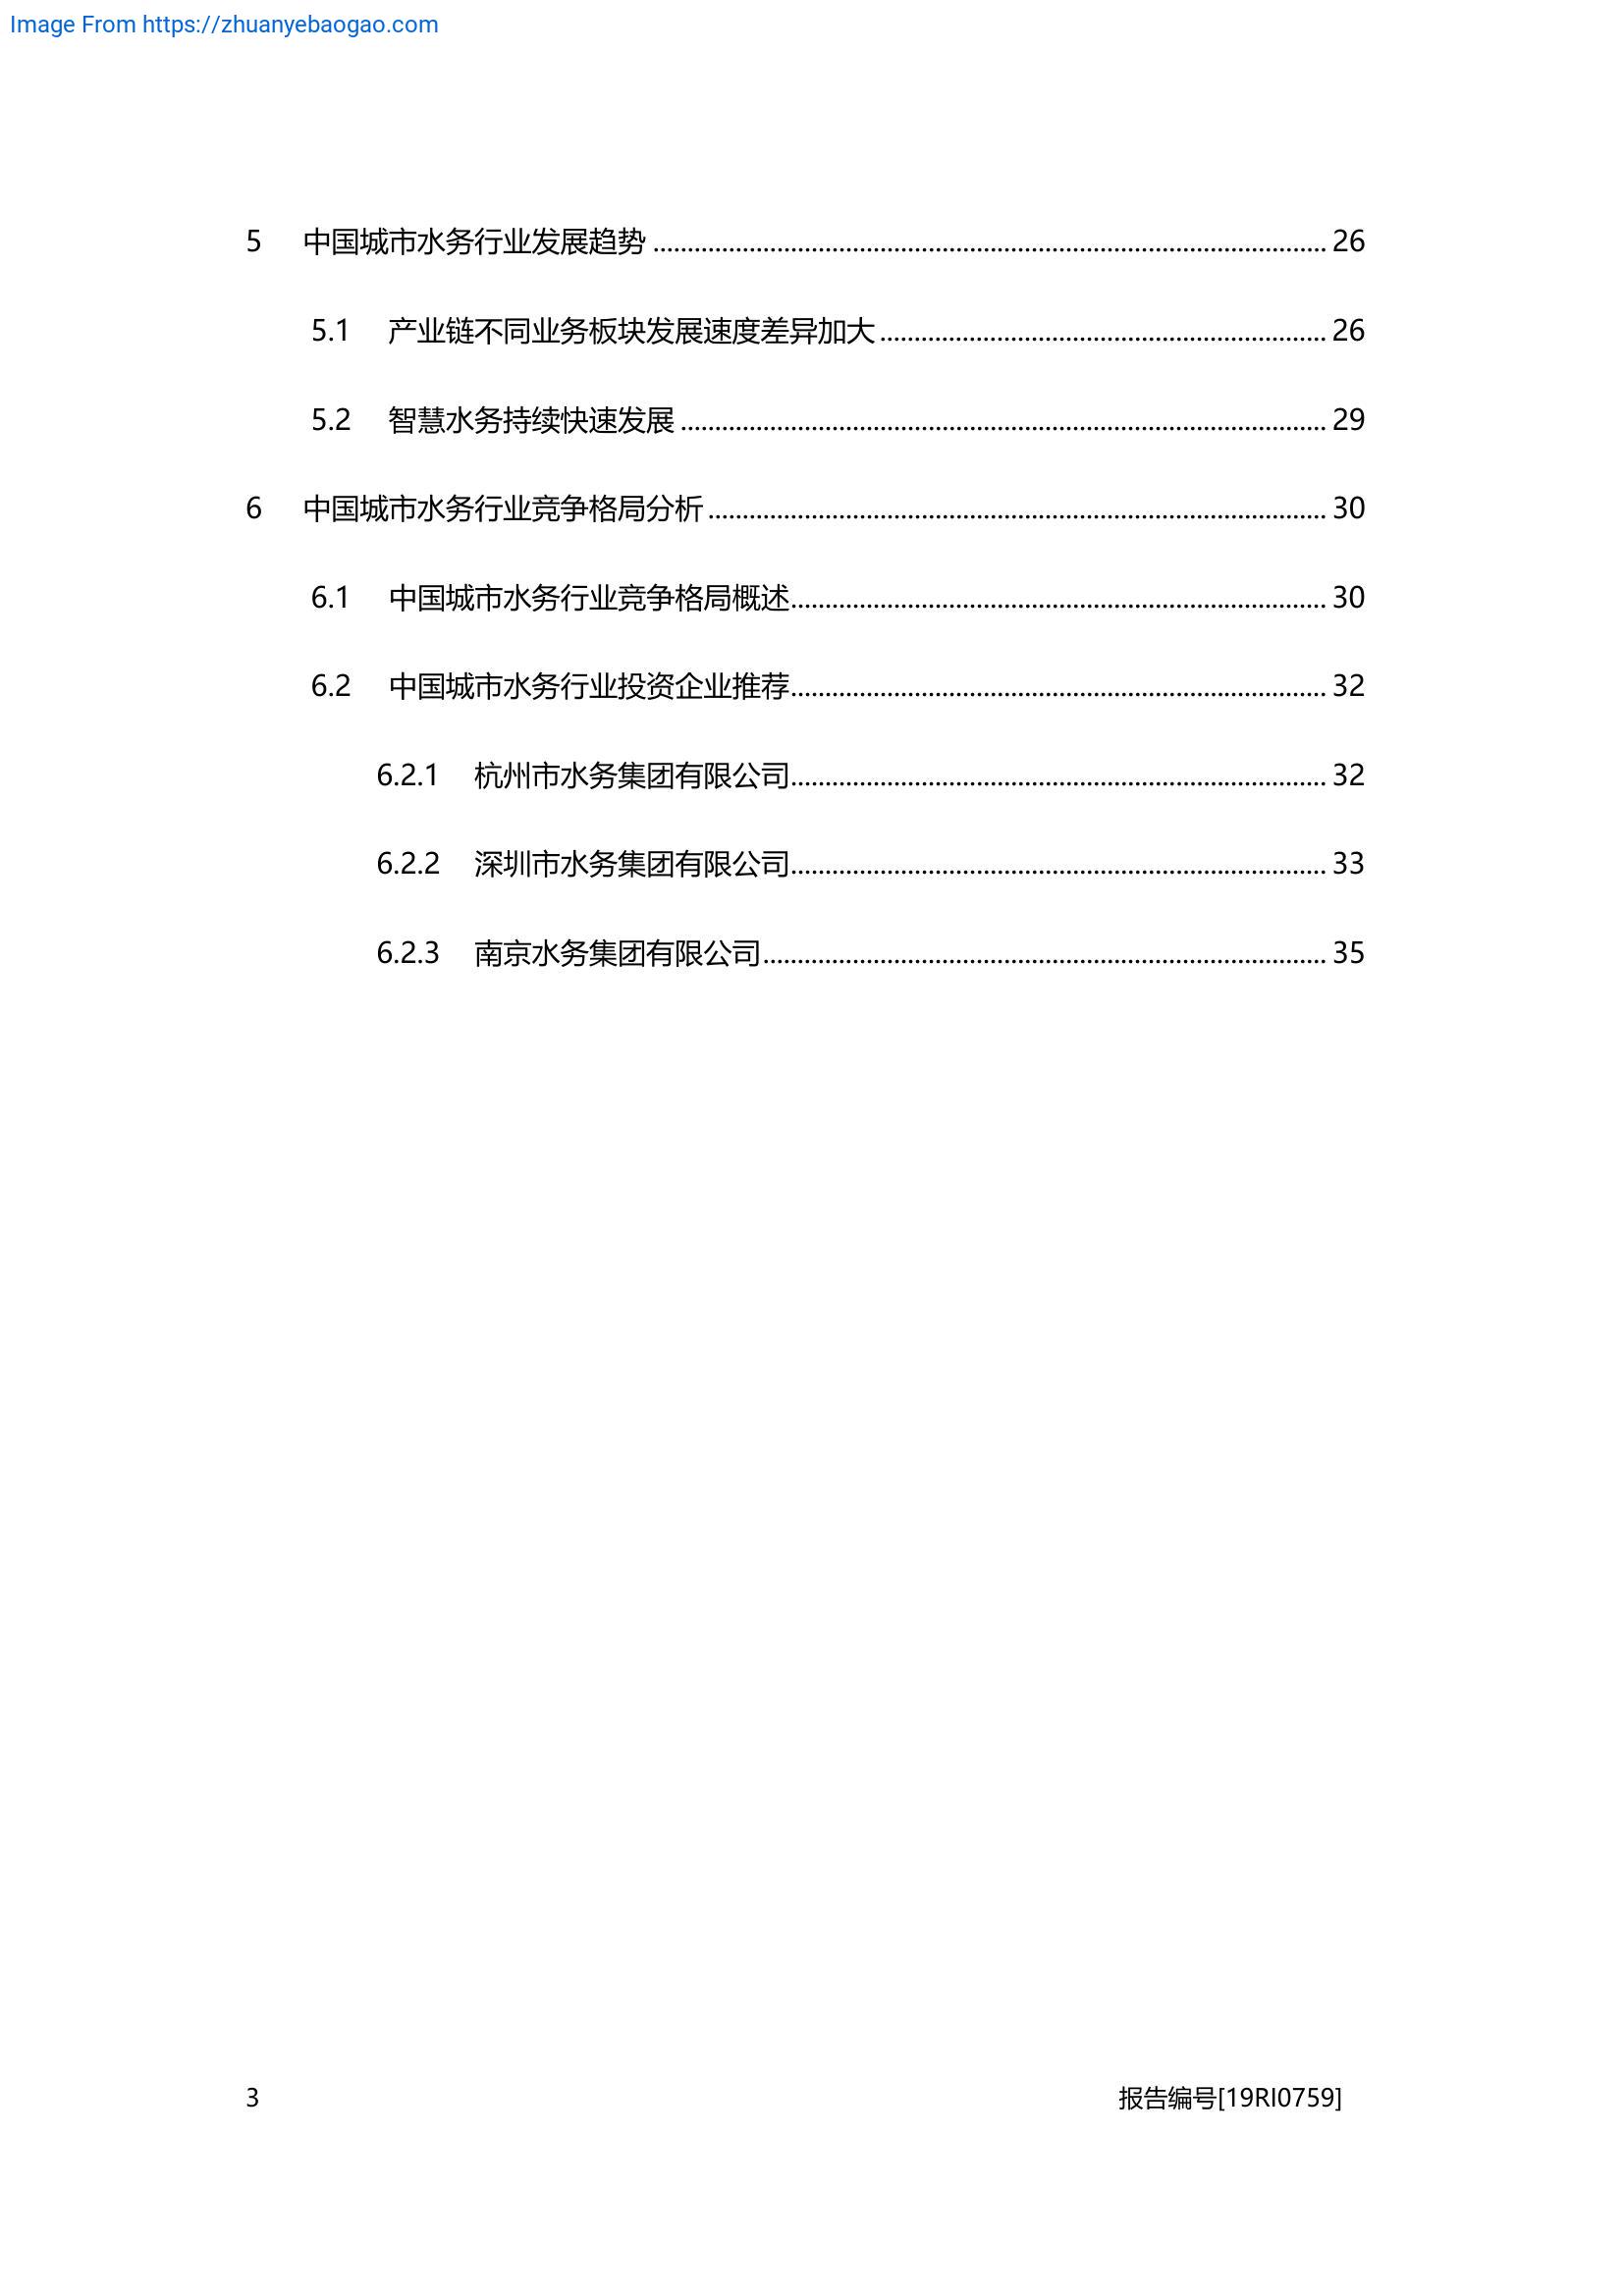 Image From https://zhuanyebaogao.com
5 中国城市水务行业发展趋势 ........................................ 26
5.1 产业链不同业务板块发展速度差异加大 ........................................ 26
5.2 智慧水务持续快速发展 ........................................ 29
6 中国城市水务行业竞争格局分析 ........................................ 30
6.1 中国城市水务行业竞争格局概述 ........................................ 30
6.2 中国城市水务行业投资企业推荐 ........................................ 32
6.2.1 杭州市水务集团有限公司 ........................................ 32
6.2.2 深圳市水务集团有限公司 ........................................ 33
6.2.3 南京水务集团有限公司 ........................................ 35
3 报告编号[19RI0759]